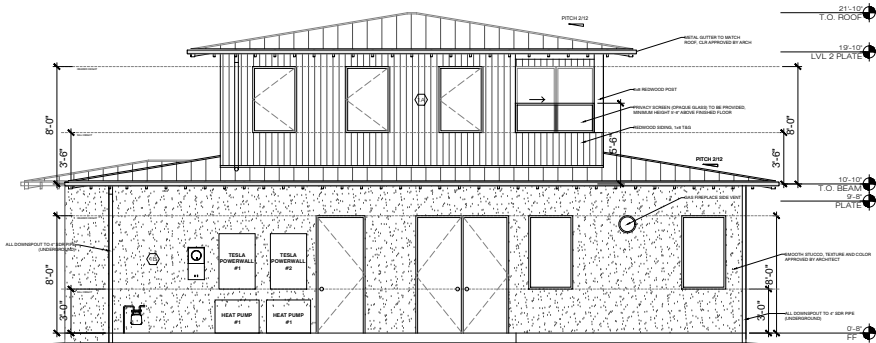 21'-10"
T.O. ROOF
PITCH 2/12
METAL GUTTER TO MATCH
ROOF, CLR APPROVED BY ARCH
19'-10"
LVL 2 PLATE
REDWOOD POST
PRIVACY SCREEN (OPAQUE GLASS) TO BE PROVIDED,
MINIMUM HEIGHT 5'-6" ABOVE FINISHED FLOOR
REDWOOD SIDING, 1x6 T&G
8'-0"
8'-0"
3'-6"
5'-6"
3'-6"
PITCH 2/12
10'-10"
T.O. BEAM
9'-8"
PLATE
GAS FIREPLACE SIDE VENT
ALL DOWNSPOUT TO 4" SDR PIPE
(UNDERGROUND)
TESLA
POWERWALL
#1
TESLA
POWERWALL
#2
SMOOTH STUCCO, TEXTURE AND COLOR
APPROVED BY ARCHITECT
8'-0"
8'-0"
3'-0"
3'-0"
HEAT PUMP
#1
HEAT PUMP
#1
ALL DOWNSPOUT TO 4" SDR PIPE
(UNDERGROUND)
0'-8"
FF